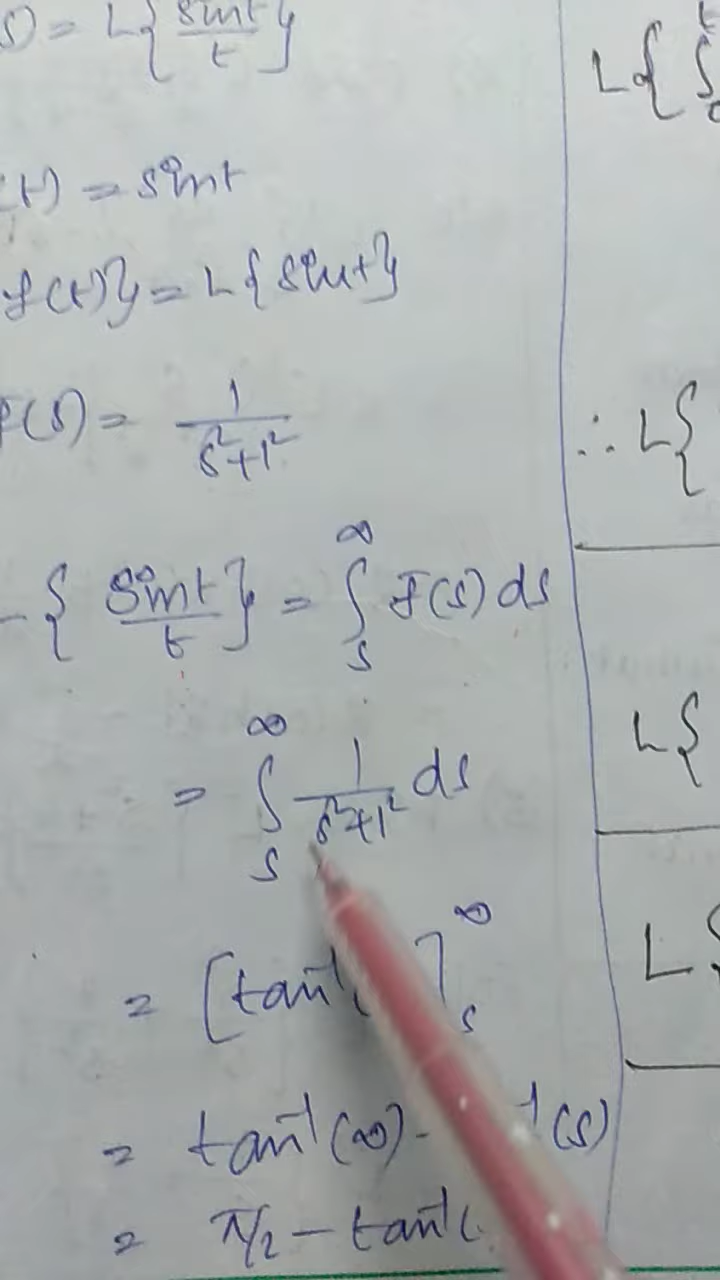 s) = L{ sint/t }
(t) = sint
f(t)} = L{sint}
F(s) = 1/(s²+1²)
L{ sint/t } = ∫_s^∞ F(s) ds
= ∫_s^∞ 1/(s²+1²) ds
= [tan⁻¹( ]_s^∞
= tan⁻¹(∞) - ⁻¹(s)
= π/2 - tan⁻¹(
L{ ∫
∴ L{
L{
L{